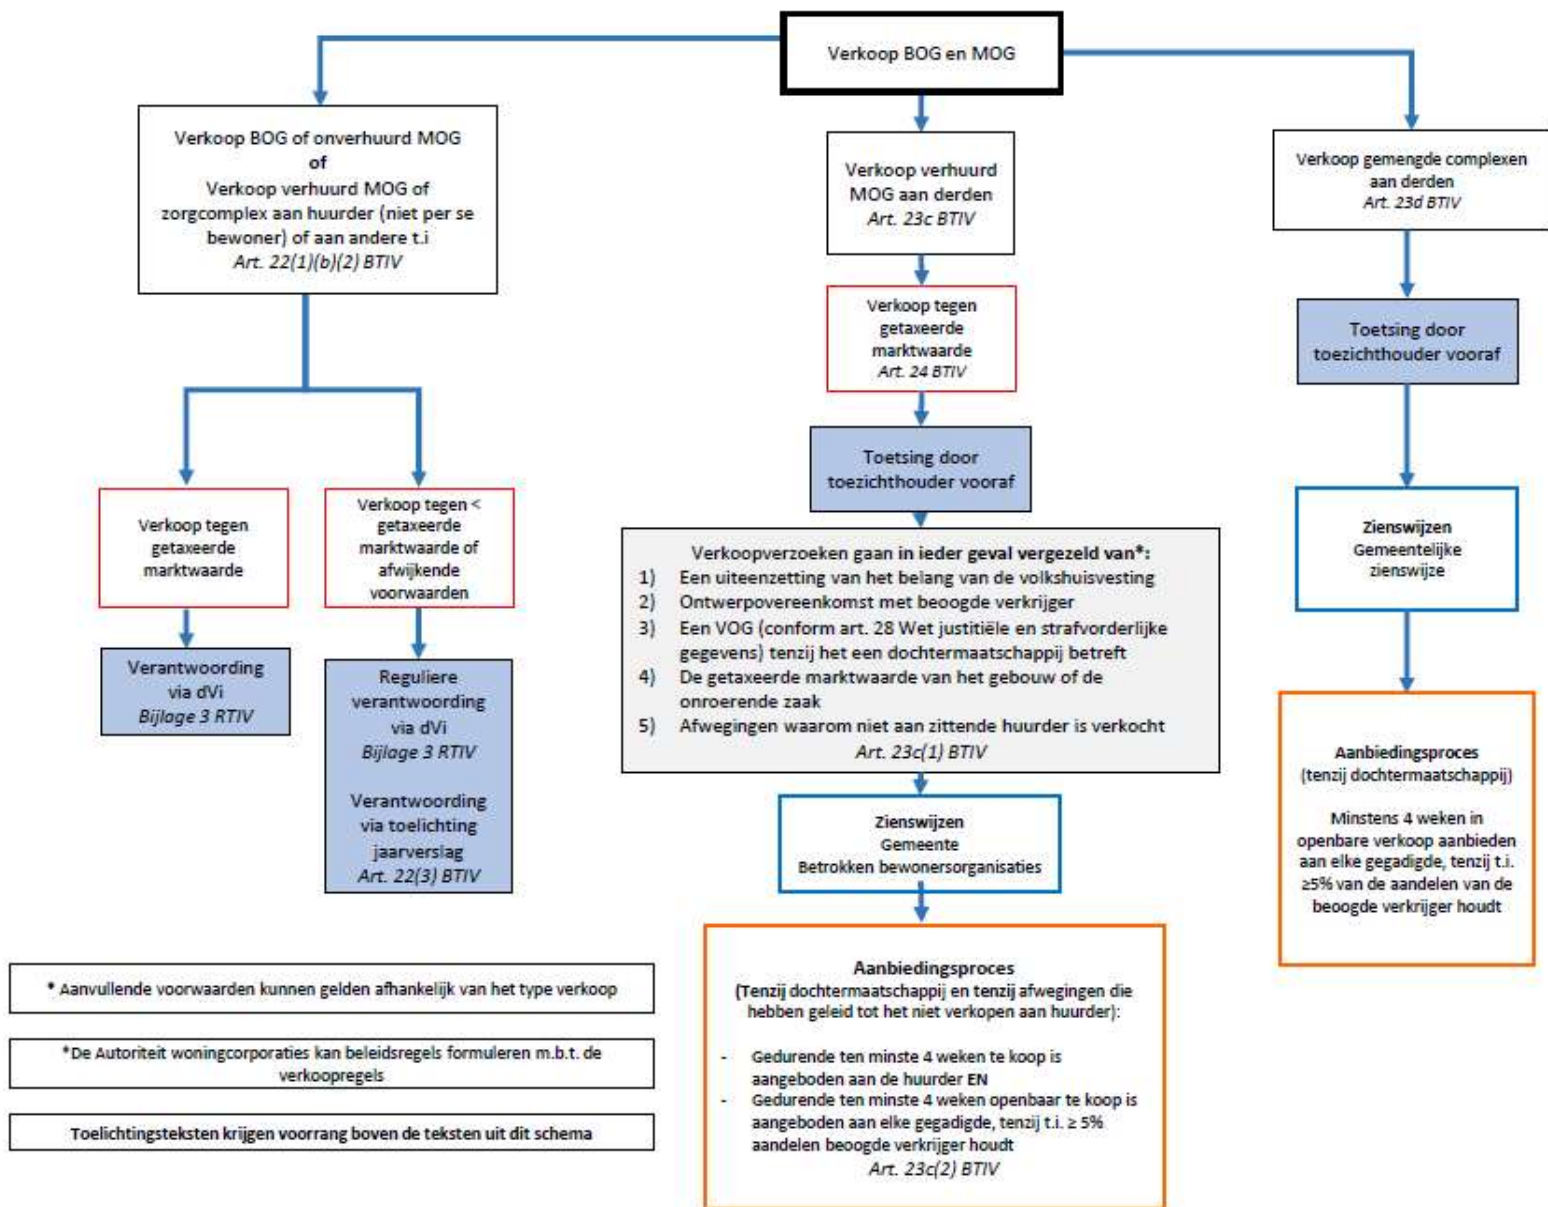 Verkoop BOG en MOG
Verkoop BOG of onverhuurd MOG
of
Verkoop verhuurd MOG of
zorgcomplex aan huurder (niet per se
bewoner) of aan andere t.i
Art. 22(1)(b)(2) BTIV
Verkoop tegen
getaxeerde
marktwaarde
Verantwoording
via dVi
Bijlage 3 RTIV
Verkoop tegen <
getaxeerde
marktwaarde of
afwijkende
voorwaarden
Reguliere
verantwoording
via dVi
Bijlage 3 RTIV
Verantwoording
via toelichting
jaarverslag
Art. 22(3) BTIV
Verkoop verhuurd
MOG aan derden
Art. 23c BTIV
Verkoop tegen
getaxeerde
marktwaarde
Art. 24 BTIV
Toetsing door
toezichthouder vooraf
Verkoopverzoeken gaan in ieder geval vergezeld van*:
1) Een uiteenzetting van het belang van de volkshuisvesting
2) Ontwerpovereenkomst met beoogde verkrijger
3) Een VOG (conform art. 28 Wet justitiële en strafvorderlijke
gegevens) tenzij het een dochtermaatschappij betreft
4) De getaxeerde marktwaarde van het gebouw of de
onroerende zaak
5) Afwegingen waarom niet aan zittende huurder is verkocht
Art. 23c(1) BTIV
Zienswijzen
Gemeente
Betrokken bewonersorganisaties
Aanbiedingsproces
(Tenzij dochtermaatschappij en tenzij afwegingen die
hebben geleid tot het niet verkopen aan huurder):
- Gedurende ten minste 4 weken te koop is
aangeboden aan de huurder EN
- Gedurende ten minste 4 weken openbaar te koop is
aangeboden aan elke gegadigde, tenzij t.i. ≥ 5%
aandelen beoogde verkrijger houdt
Art. 23c(2) BTIV
Verkoop gemengde complexen
aan derden
Art. 23d BTIV
Toetsing door
toezichthouder vooraf
Zienswijzen
Gemeentelijke
zienswijze
Aanbiedingsproces
(tenzij dochtermaatschappij)
Minstens 4 weken in
openbare verkoop aanbieden
aan elke gegadigde, tenzij t.i.
≥5% van de aandelen van de
beoogde verkrijger houdt
* Aanvullende voorwaarden kunnen gelden afhankelijk van het type verkoop
*De Autoriteit woningcorporaties kan beleidsregels formuleren m.b.t. de
verkoopregels
Toelichtingsteksten krijgen voorrang boven de teksten uit dit schema